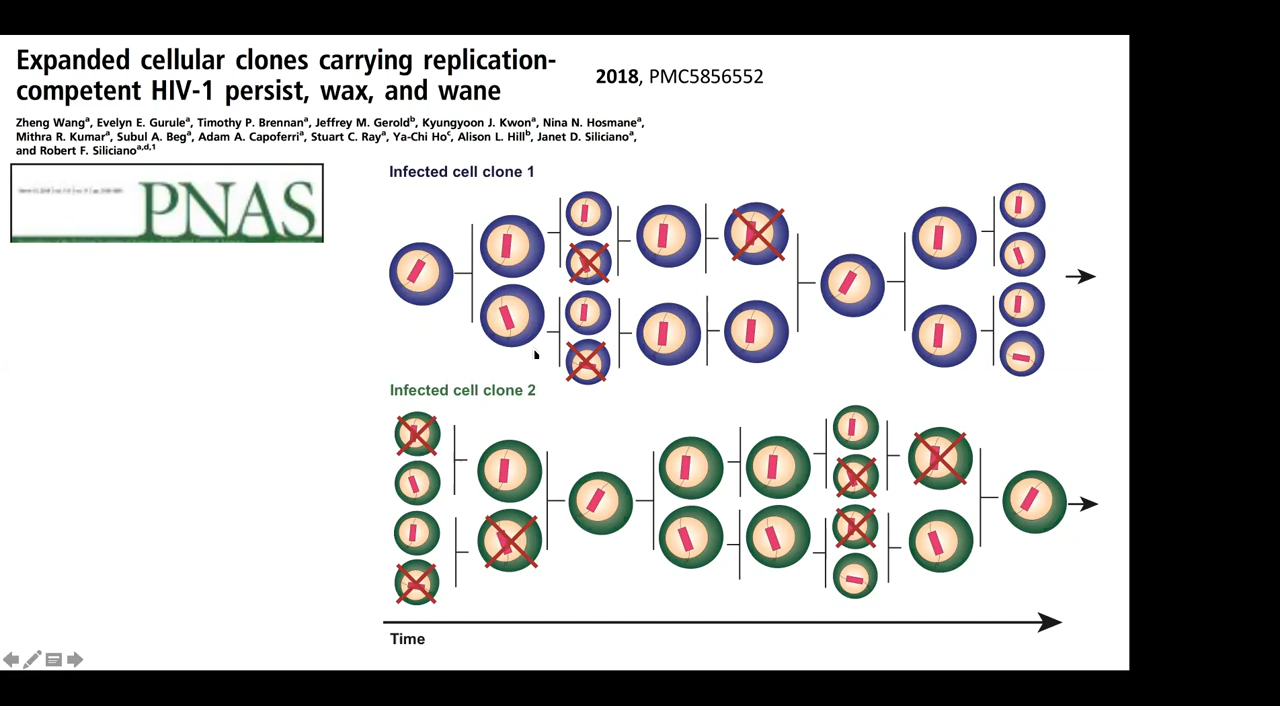 Expanded cellular clones carrying replication-
competent HIV-1 persist, wax, and wane
2018, PMC5856552
Zheng Wangᵃ, Evelyn E. Guruleᵃ, Timothy P. Brennanᵃ, Jeffrey M. Geroldᵇ, Kyungyoon J. Kwonᵃ, Nina N. Hosmaneᵃ,
Mithra R. Kumarᵃ, Subul A. Begᵃ, Adam A. Capoferriᵃ, Stuart C. Rayᵃ, Ya-Chi Hoᶜ, Alison L. Hillᵇ, Janet D. Silicianoᵃ,
and Robert F. Silicianoᵃ,ᵈ,¹
PNAS
Infected cell clone 1
Infected cell clone 2
Time